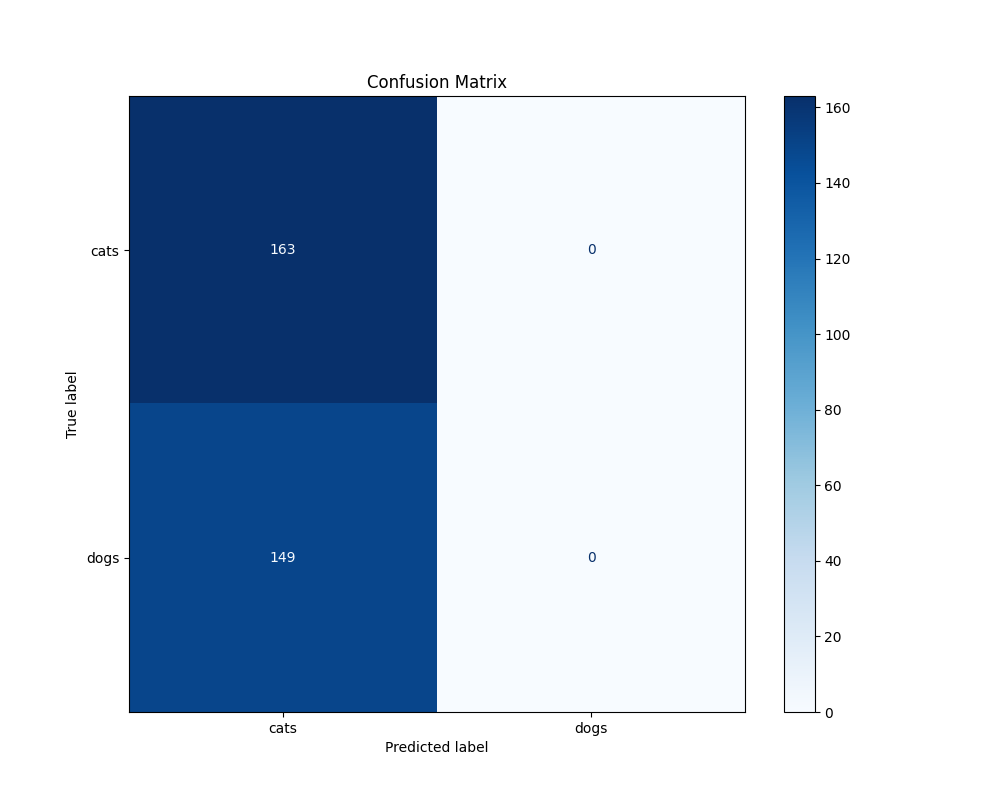 Confusion Matrix
cats
163
0
dogs
149
0
True label
cats
dogs
Predicted label
160
140
120
100
80
60
40
20
0